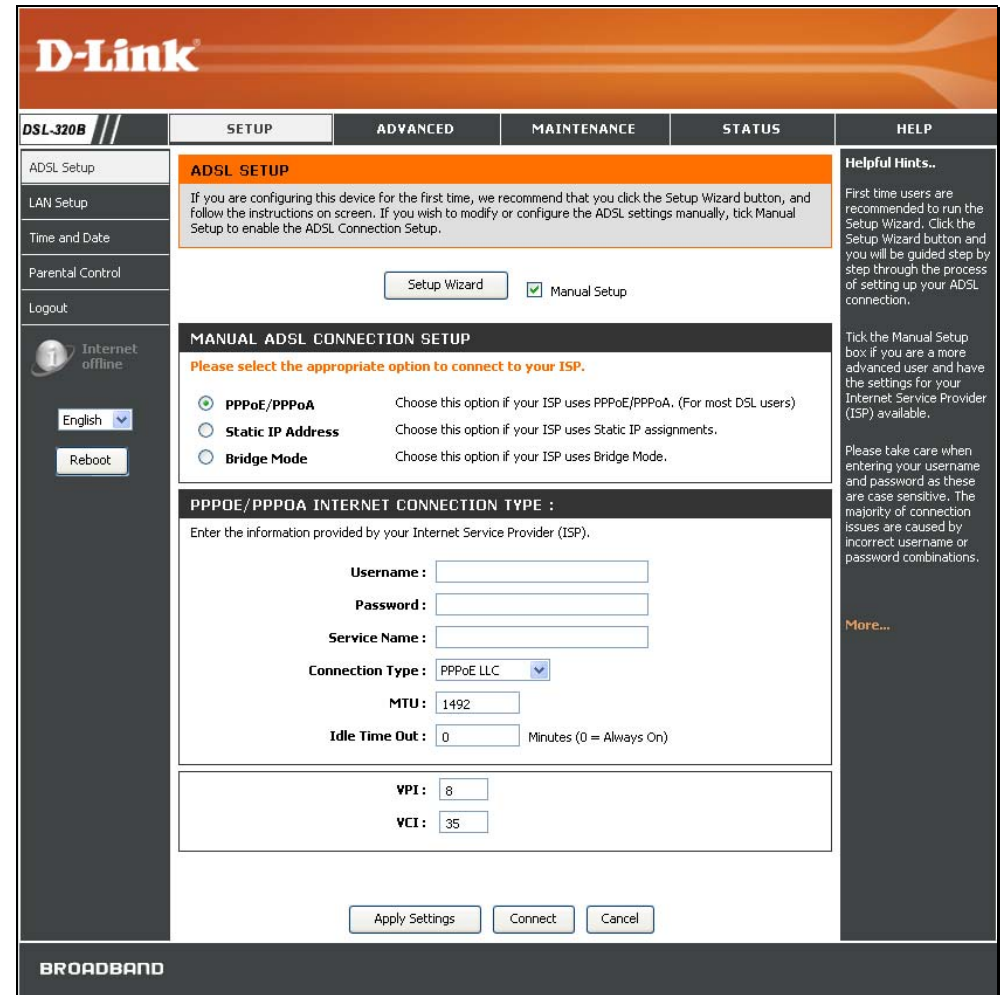 D-Link®
DSL-320B
SETUP
ADVANCED
MAINTENANCE
STATUS
HELP
ADSL Setup
LAN Setup
Time and Date
Parental Control
Logout
Internet
offline
English
Reboot
ADSL SETUP
If you are configuring this device for the first time, we recommend that you click the Setup Wizard button, and
follow the instructions on screen. If you wish to modify or configure the ADSL settings manually, tick Manual
Setup to enable the ADSL Connection Setup.
Setup Wizard
Manual Setup
MANUAL ADSL CONNECTION SETUP
Please select the appropriate option to connect to your ISP.
PPPoE/PPPoA Choose this option if your ISP uses PPPoE/PPPoA. (For most DSL users)
Static IP Address Choose this option if your ISP uses Static IP assignments.
Bridge Mode Choose this option if your ISP uses Bridge Mode.
PPPOE/PPPOA INTERNET CONNECTION TYPE :
Enter the information provided by your Internet Service Provider (ISP).
Username :
Password :
Service Name :
Connection Type : PPPoE LLC
MTU : 1492
Idle Time Out : 0 Minutes (0 = Always On)
VPI : 8
VCI : 35
Apply Settings
Connect
Cancel
Helpful Hints..
First time users are
recommended to run the
Setup Wizard. Click the
Setup Wizard button and
you will be guided step by
step through the process
of setting up your ADSL
connection.
Tick the Manual Setup
box if you are a more
advanced user and have
the settings for your
Internet Service Provider
(ISP) available.
Please take care when
entering your username
and password as these
are case sensitive. The
majority of connection
issues are caused by
incorrect username or
password combinations.
More...
BROADBAND